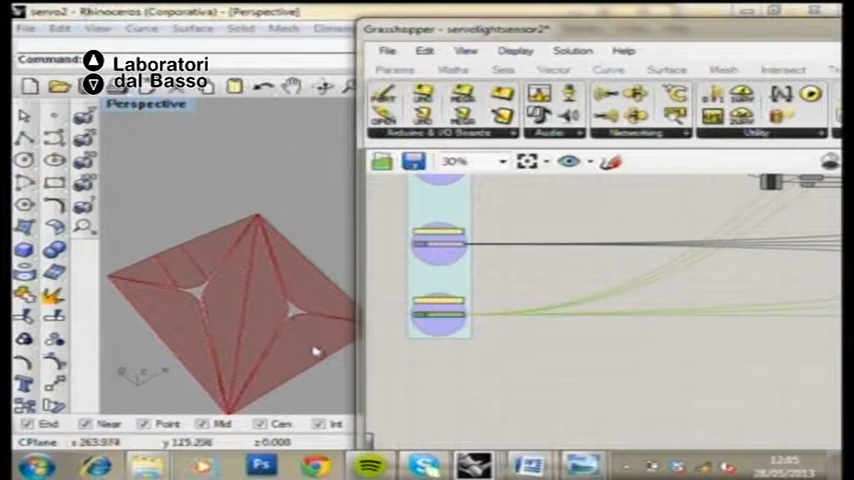 servo2 - Rhinoceros (Corporativa) - [Perspective]
File Edit View Curve Surface Solid Mesh Dimens
Command:
Laboratori
dal Basso
Perspective
Grasshopper - servolightsensor2*
File Edit View Display Solution Help
Params Maths Sets Vector Curve Surface Mesh Intersect
Arduino & I/O Boards Audio Networking Utility
30%
End Near Point Mid Cen Int
CPlane x 263.974 y 125.256 z 0.000
12:05
28/05/2013